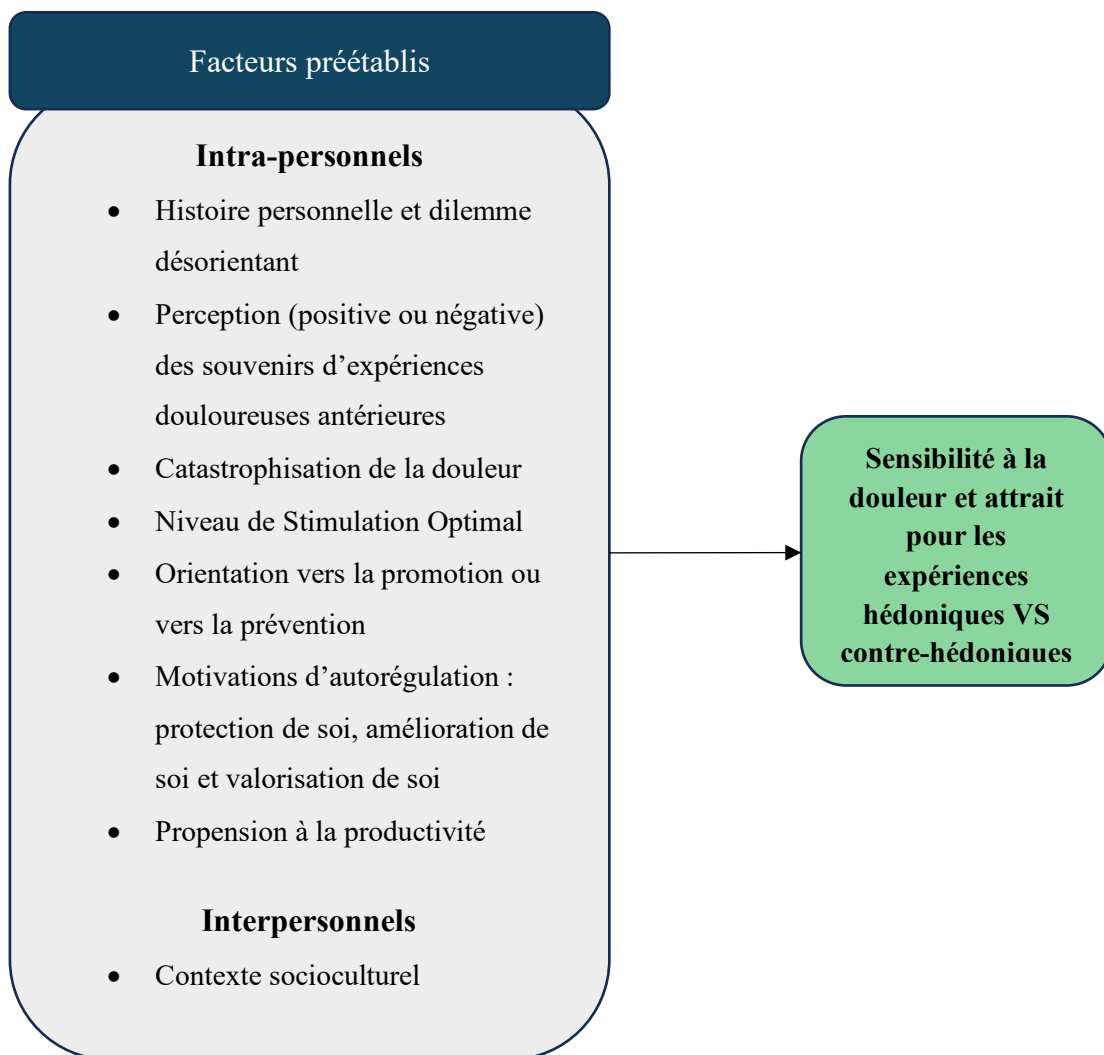 Facteurs préétablis
Intra-personnels
• Histoire personnelle et dilemme
désorientant
• Perception (positive ou négative)
des souvenirs d’expériences
douloureuses antérieures
• Catastrophisation de la douleur
• Niveau de Stimulation Optimal
• Orientation vers la promotion ou
vers la prévention
• Motivations d’autorégulation :
protection de soi, amélioration de
soi et valorisation de soi
• Propension à la productivité
Interpersonnels
• Contexte socioculturel
Sensibilité à la
douleur et attrait
pour les
expériences
hédoniques VS
contre-hédoniques